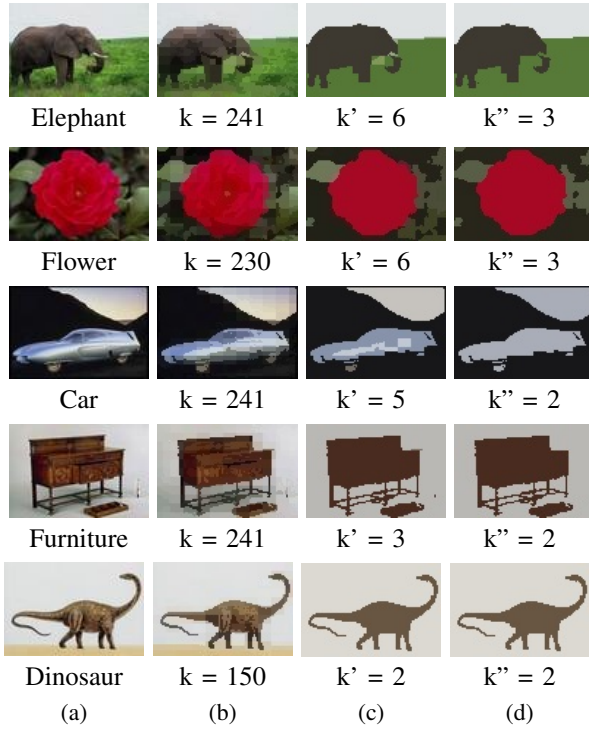 Elephant k = 241 k' = 6 k'' = 3
Flower k = 230 k' = 6 k'' = 3
Car k = 241 k' = 5 k'' = 2
Furniture k = 241 k' = 3 k'' = 2
Dinosaur k = 150 k' = 2 k'' = 2
(a) (b) (c) (d)